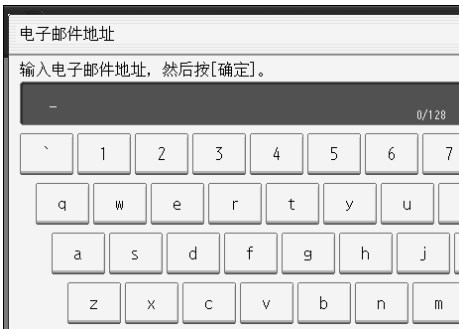 电子邮件地址
输入电子邮件地址，然后按[确定]。
_
0/128
` 1 2 3 4 5 6 7
q w e r t y u
a s d f g h j
z x c v b n m